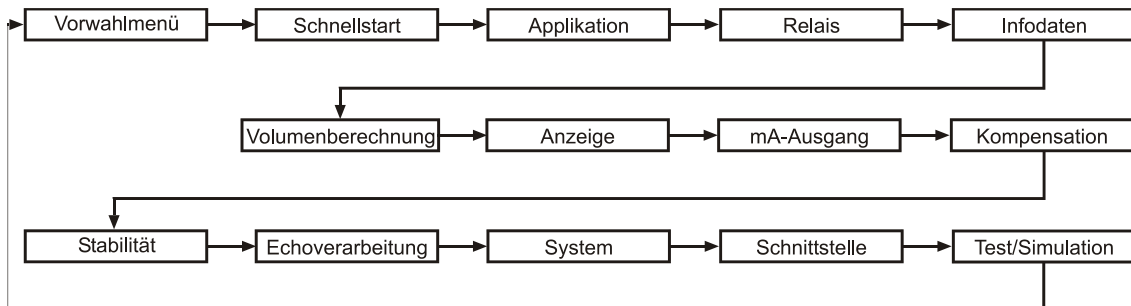 Vorwahlmenü
Schnellstart
Applikation
Relais
Infodaten
Volumenberechnung
Anzeige
mA-Ausgang
Kompensation
Stabilität
Echoverarbeitung
System
Schnittstelle
Test/Simulation